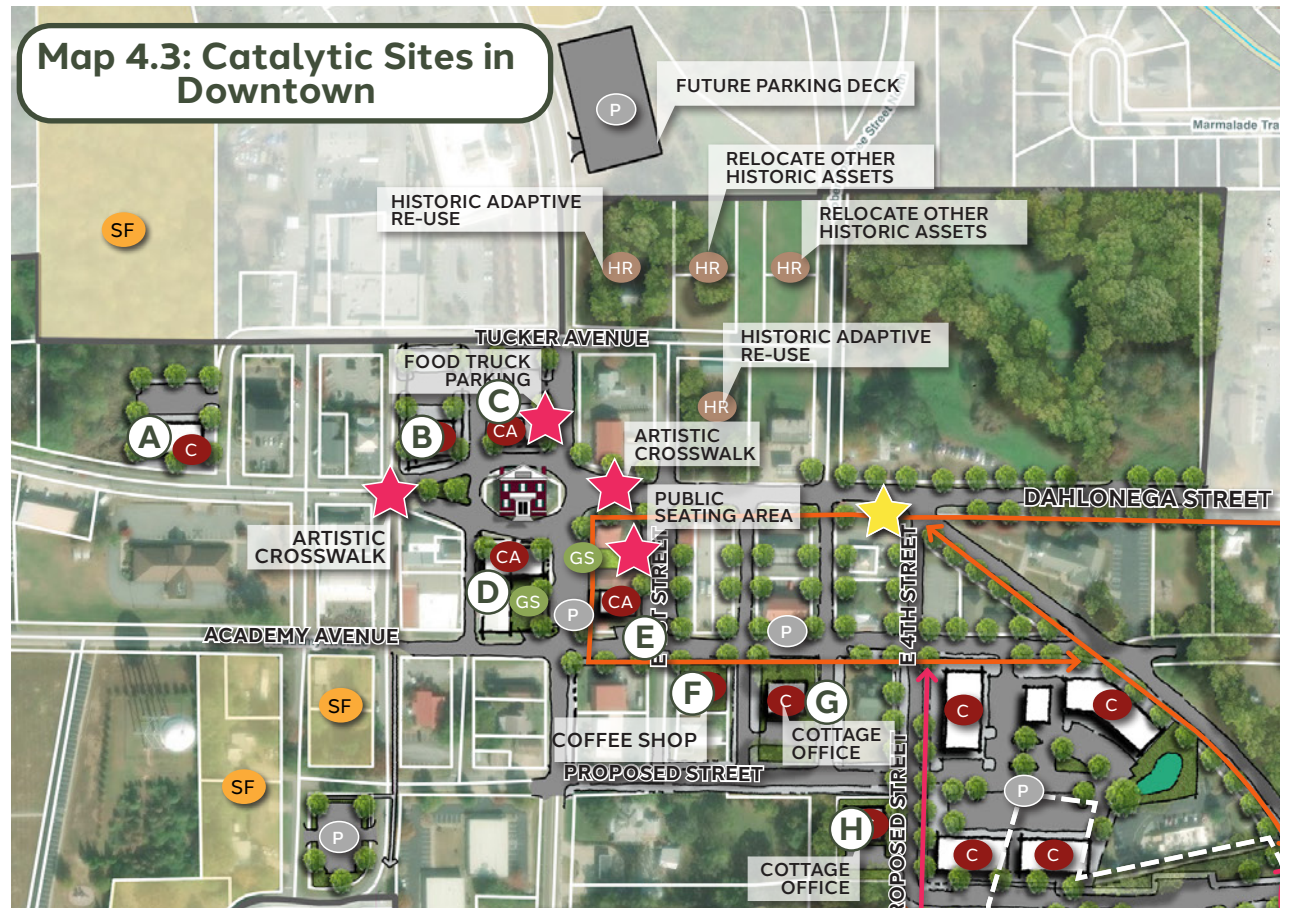 Map 4.3: Catalytic Sites in
Downtown
P
FUTURE PARKING DECK
Marmalade Tra
RELOCATE OTHER
HISTORIC ASSETS
HISTORIC ADAPTIVE
RE-USE
RELOCATE OTHER
HISTORIC ASSETS
SF
HR
HR
HR
TUCKER AVENUE
HISTORIC ADAPTIVE
RE-USE
FOOD TRUCK
PARKING
C
HR
A
C
B
CA
ARTISTIC
CROSSWALK
PUBLIC
SEATING AREA
DAHLONEGA STREET
ARTISTIC
CROSSWALK
CA
GS
D
GS
P
CA
E
P
E 4TH STREET
ACADEMY AVENUE
SF
F
C
G
C
C
COFFEE SHOP
COTTAGE
OFFICE
PROPOSED STREET
SF
P
P
H
C
C
COTTAGE
OFFICE